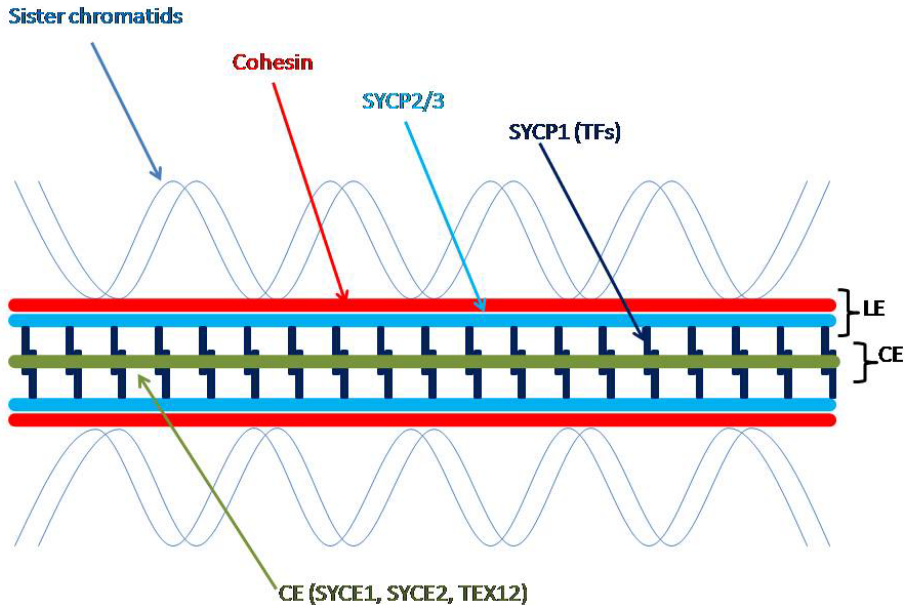 Sister chromatids
Cohesin
SYCP2/3
SYCP1 (TFs)
LE
CE
CE (SYCE1, SYCE2, TEX12)